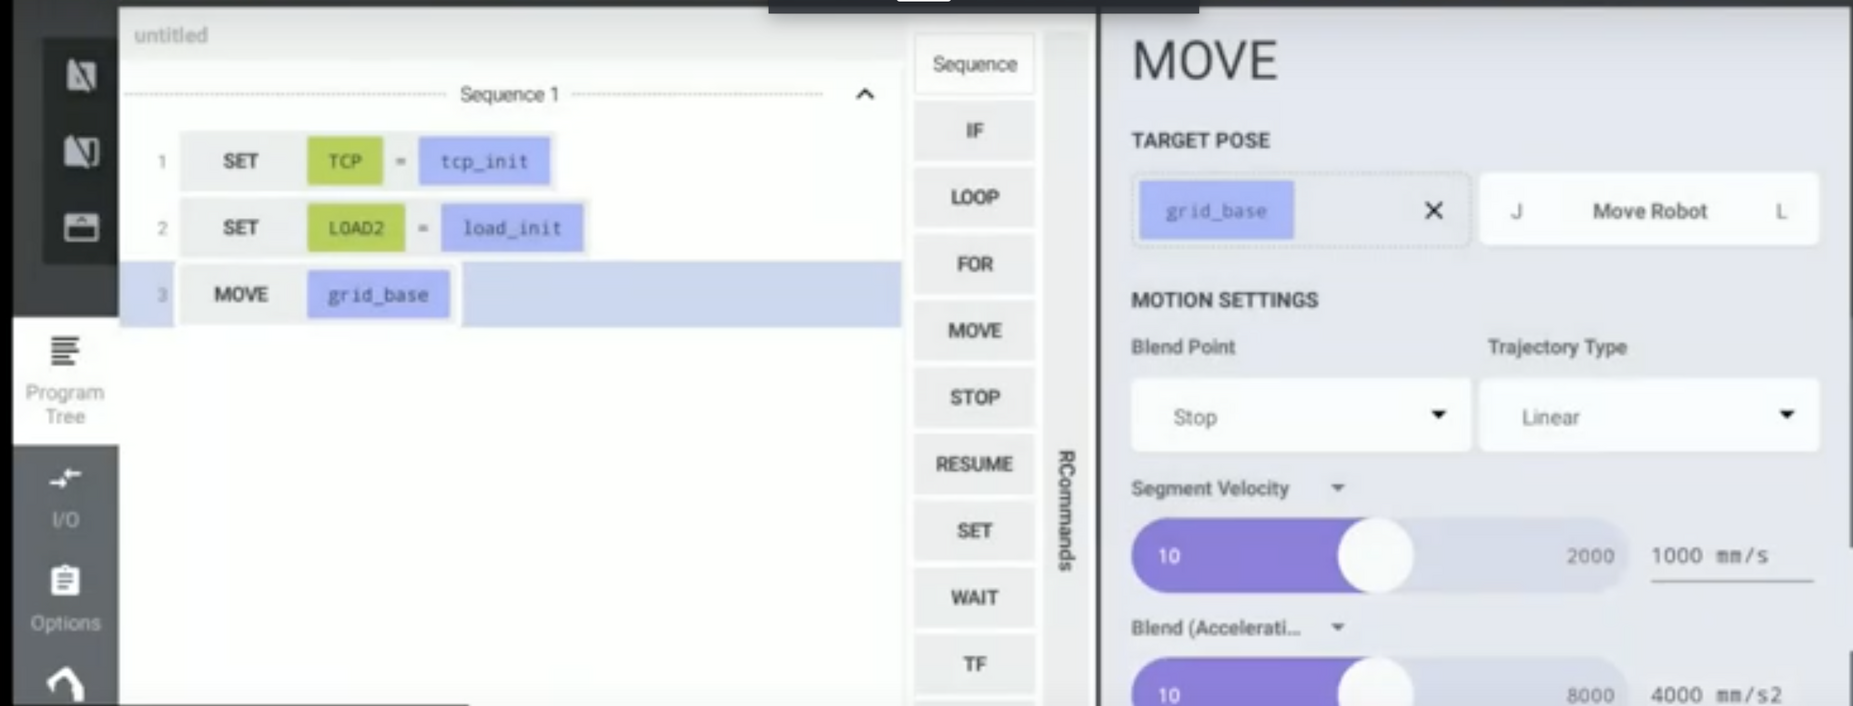 untitled
Sequence 1
1 SET TCP = tcp_init
2 SET LOAD2 = load_init
3 MOVE grid_base
Program
Tree
I/O
Options
Sequence
IF
LOOP
FOR
MOVE
STOP
RESUME
SET
WAIT
TF
RCommands
MOVE
TARGET POSE
grid_base J Move Robot L
MOTION SETTINGS
Blend Point Trajectory Type
Stop Linear
Segment Velocity
10 2000 1000 mm/s
Blend (Accelerati...
10 8000 4000 mm/s2